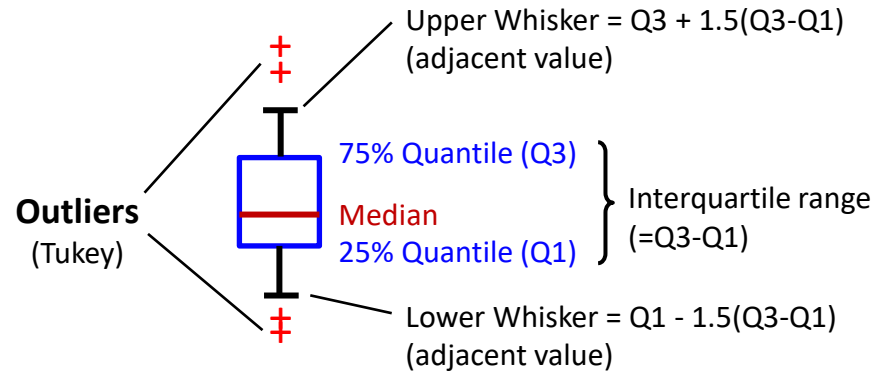 Upper Whisker = Q3 + 1.5(Q3-Q1)
(adjacent value)
75% Quantile (Q3)
Interquartile range
(=Q3-Q1)
Outliers
(Tukey)
Median
25% Quantile (Q1)
Lower Whisker = Q1 - 1.5(Q3-Q1)
(adjacent value)